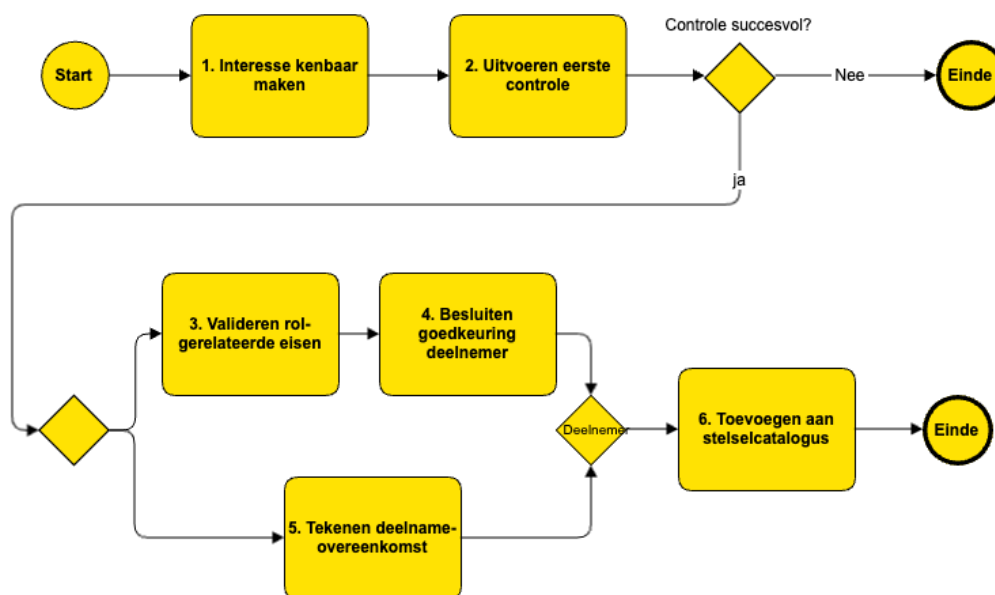 Controle succesvol?
Start
1. Interesse kenbaar
maken
2. Uitvoeren eerste
controle
Nee
Einde
ja
3. Valideren rol-
gerelateerde eisen
4. Besluiten
goedkeuring
deelnemer
Deelnemer
6. Toevoegen aan
stelselcatalogus
Einde
5. Tekenen deelname-
overeenkomst